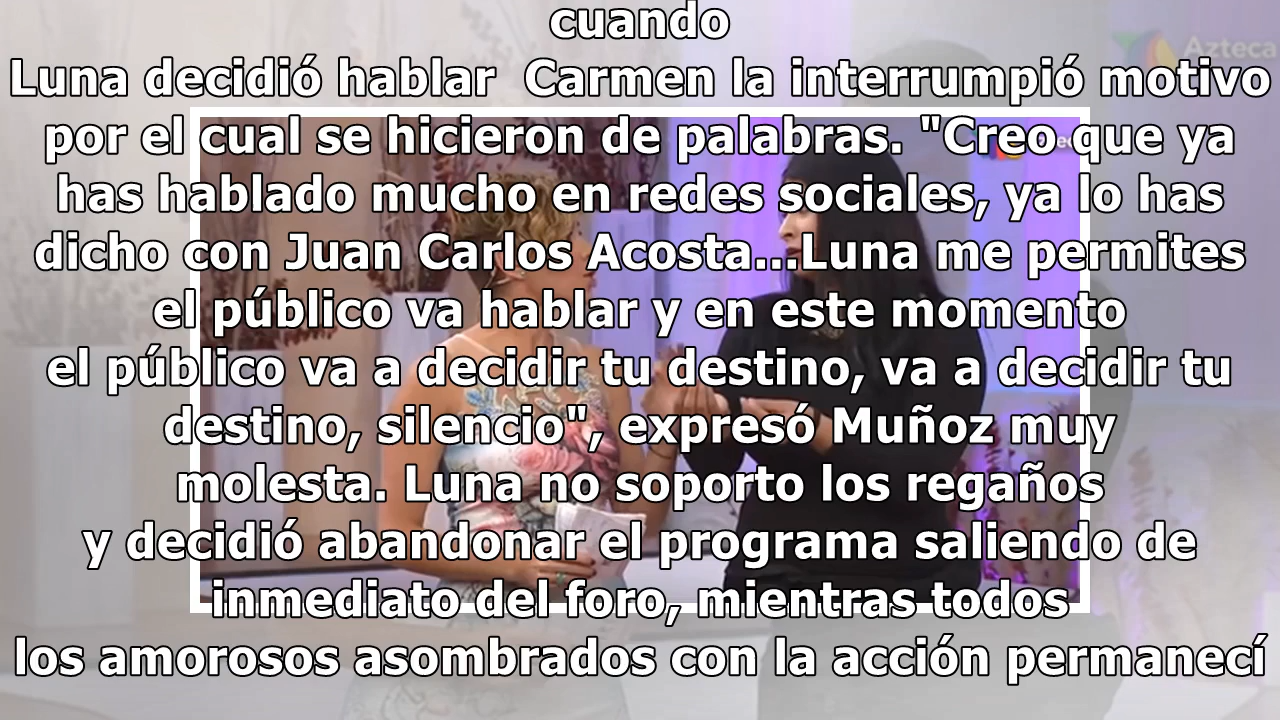 cuando
Azteca
Luna decidió hablar  Carmen la interrumpió motivo
por el cual se hicieron de palabras. "Creo que ya
has hablado mucho en redes sociales, ya lo has
dicho con Juan Carlos Acosta...Luna me permites
el público va hablar y en este momento
el público va a decidir tu destino, va a decidir tu
destino, silencio", expresó Muñoz muy
molesta. Luna no soporto los regaños
y decidió abandonar el programa saliendo de
inmediato del foro, mientras todos
los amorosos asombrados con la acción permanecí